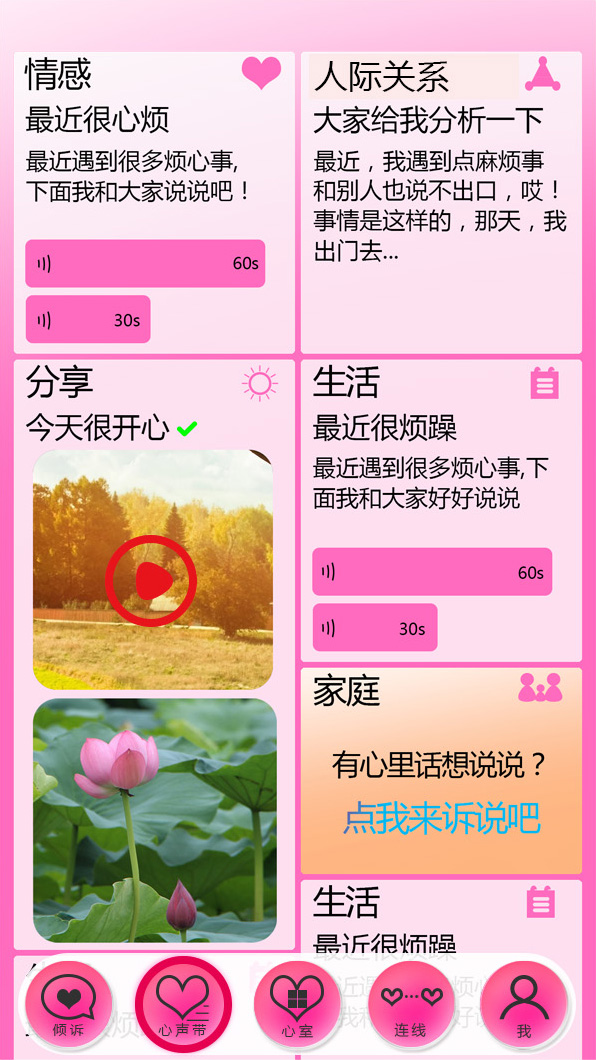 情感
最近很心烦
最近遇到很多烦心事,
下面我和大家说说吧！
60s
30s
人际关系
大家给我分析一下
最近，我遇到点麻烦事
和别人也说不出口，哎！
事情是这样的，那天，我
出门去...
分享
今天很开心
生活
最近很烦躁
最近遇到很多烦心事,下
面我和大家好好说说
60s
30s
家庭
有心里话想说说？
点我来诉说吧
生活
最近很烦躁
倾诉
心声带
心室
连线
我